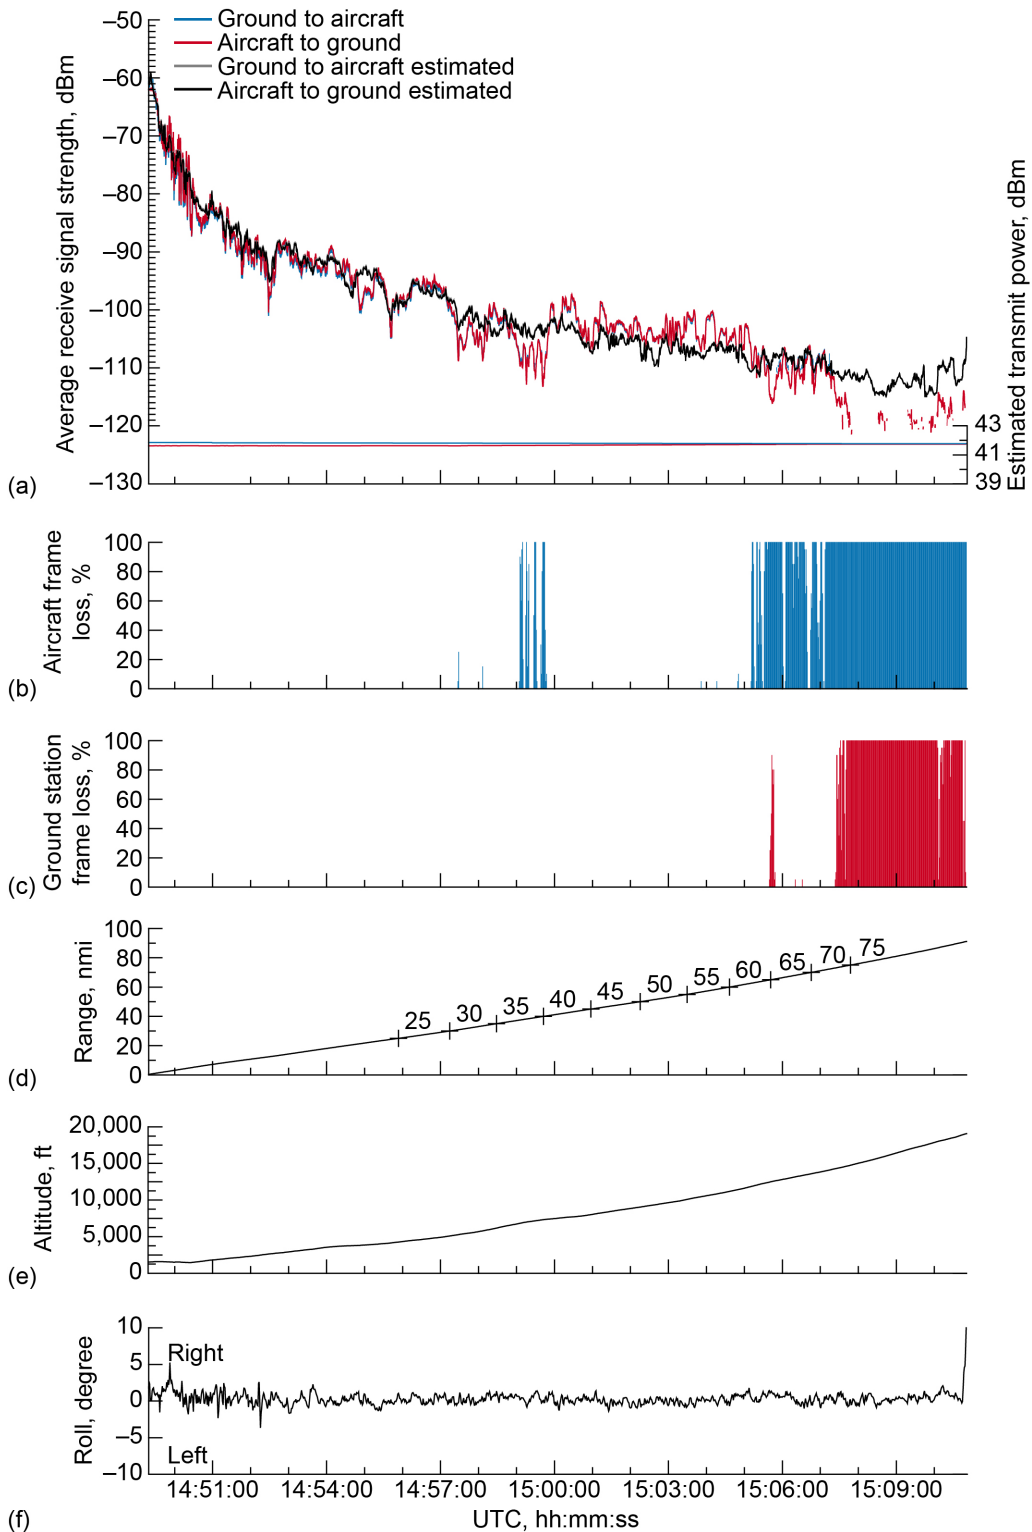 Ground to aircraft
Aircraft to ground
Ground to aircraft estimated
Aircraft to ground estimated
Average receive signal strength, dBm
–50
–60
–70
–80
–90
–100
–110
–120
–130
Estimated transmit power, dBm
43
41
39
(a)
Aircraft frame
loss, %
100
80
60
40
20
0
(b)
Ground station
frame loss, %
100
80
60
40
20
0
(c)
Range, nmi
100
80
60
40
20
0
25 30 35 40 45 50 55 60 65 70 75
(d)
Altitude, ft
20,000
15,000
10,000
5,000
0
(e)
Roll, degree
10
5
0
–5
–10
Right
Left
14:51:00 14:54:00 14:57:00 15:00:00 15:03:00 15:06:00 15:09:00
UTC, hh:mm:ss
(f)